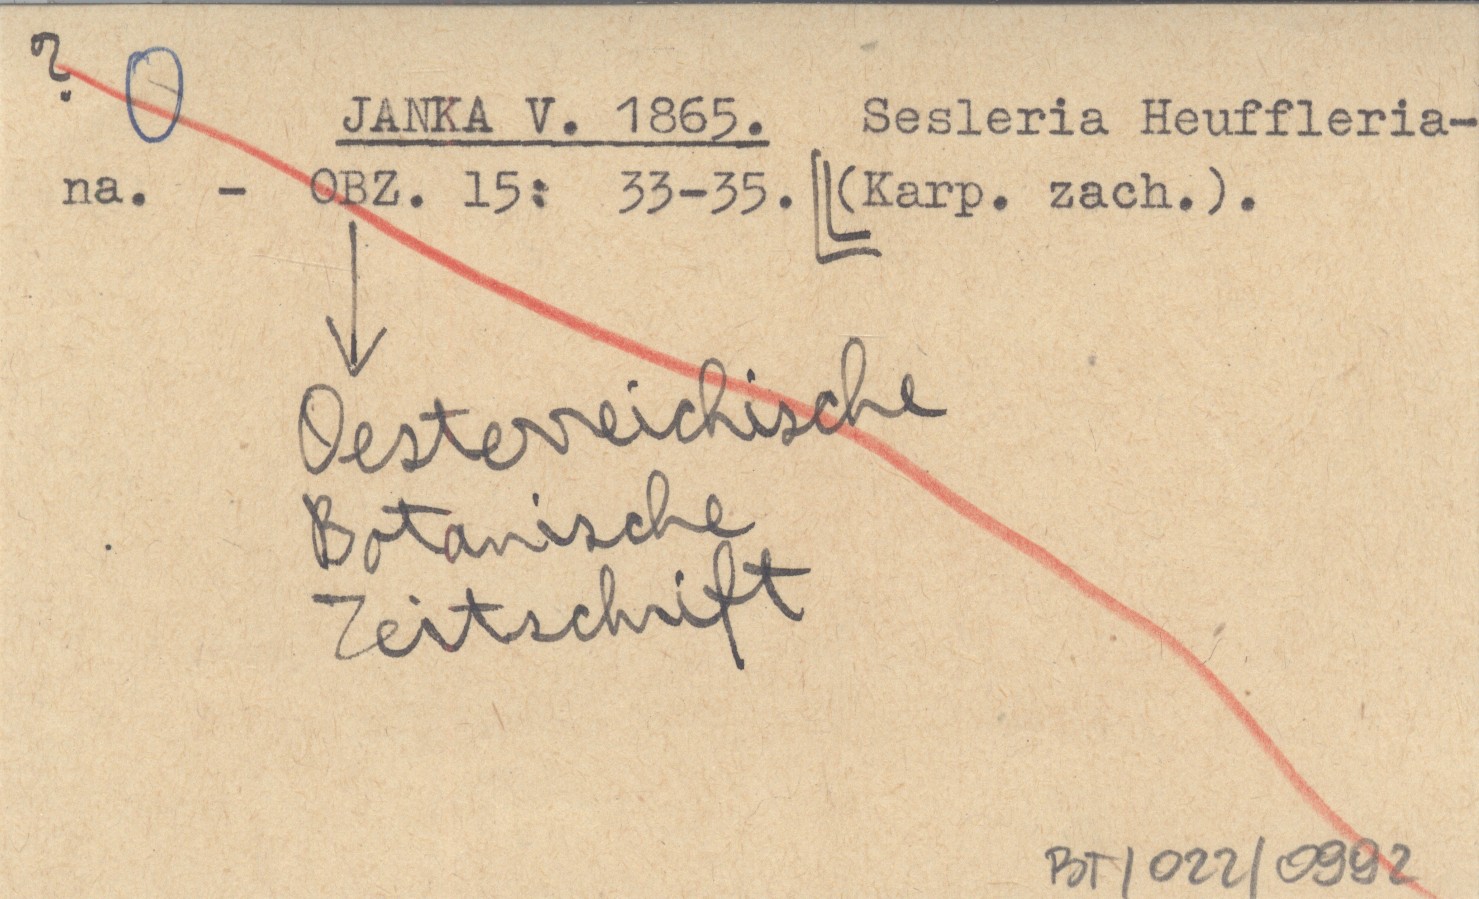 ?
JANKA V. 1865. Sesleria Heuffleria-
na. - OBZ. 15: 33-35. (Karp. zach.).
Oesterreichische
Botanische
Zeitschrift
BT/022/0992